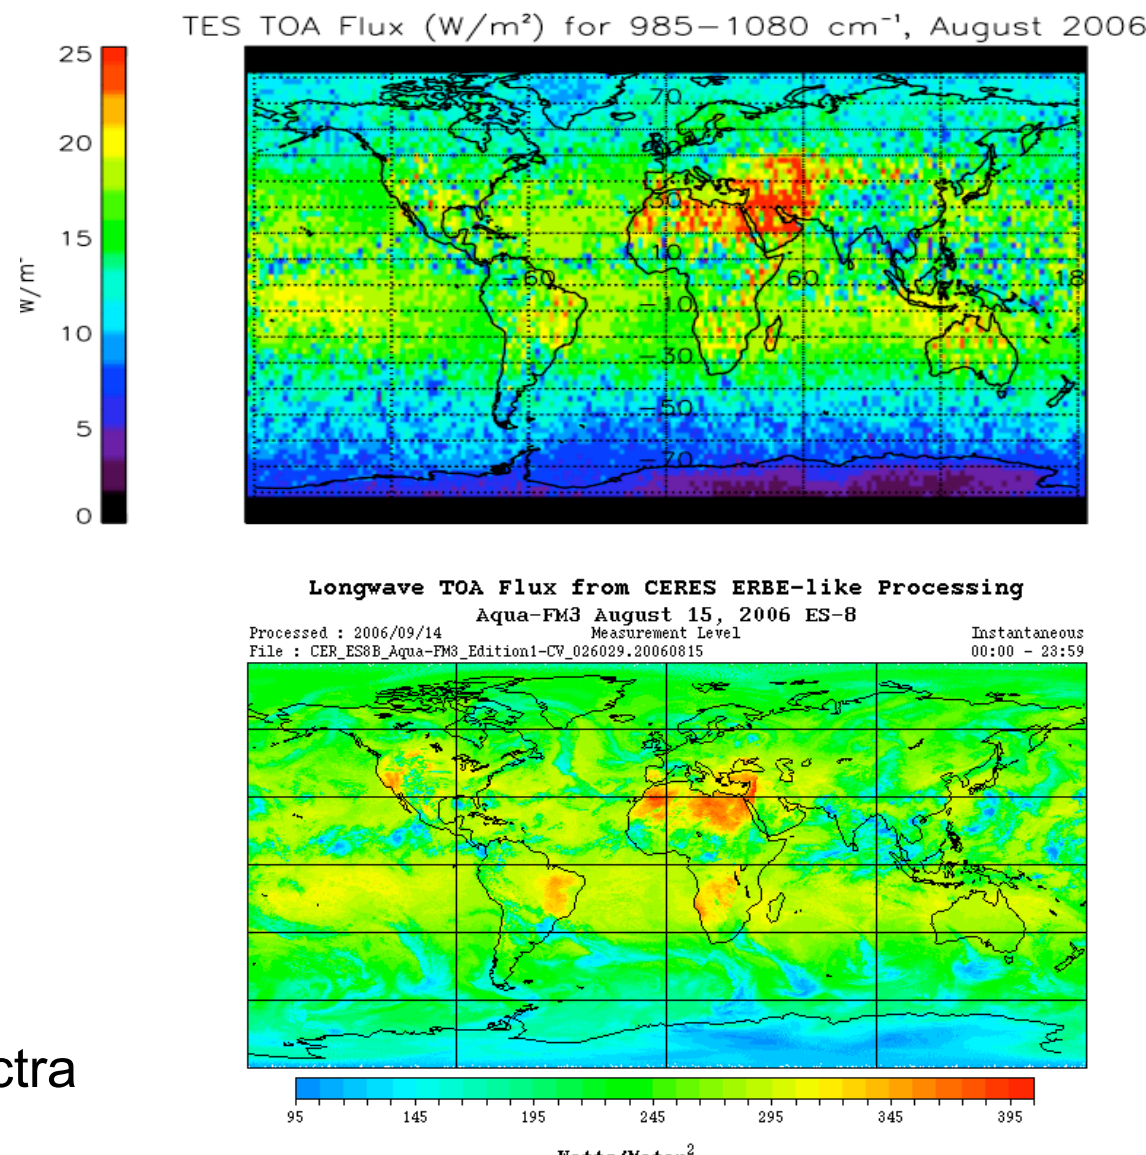 TES TOA Flux (W/m²) for 985–1080 cm⁻¹, August 2006
25
20
15
10
5
0
W/m
70
50
10
-60
60
18
-10
-30
-50
-70
Longwave TOA Flux from CERES ERBE-like Processing
Aqua-FM3 August 15, 2006 ES-8
Processed : 2006/09/14 Measurement Level Instantaneous
File : CER_ES8B_Aqua-FM3_Edition1-CV_026029.20060815 00:00 - 23:59
ctra
95 145 195 245 295 345 395
Watts/Meter²